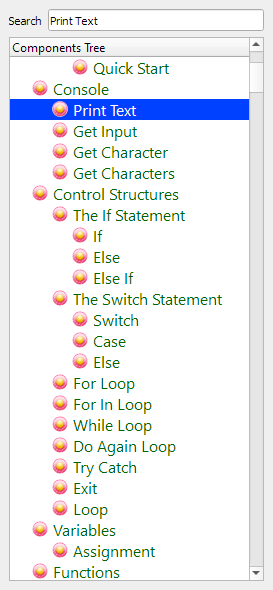 Search Print Text
Components Tree
Quick Start
Console
Print Text
Get Input
Get Character
Get Characters
Control Structures
The If Statement
If
Else
Else If
The Switch Statement
Switch
Case
Else
For Loop
For In Loop
While Loop
Do Again Loop
Try Catch
Exit
Loop
Variables
Assignment
Functions